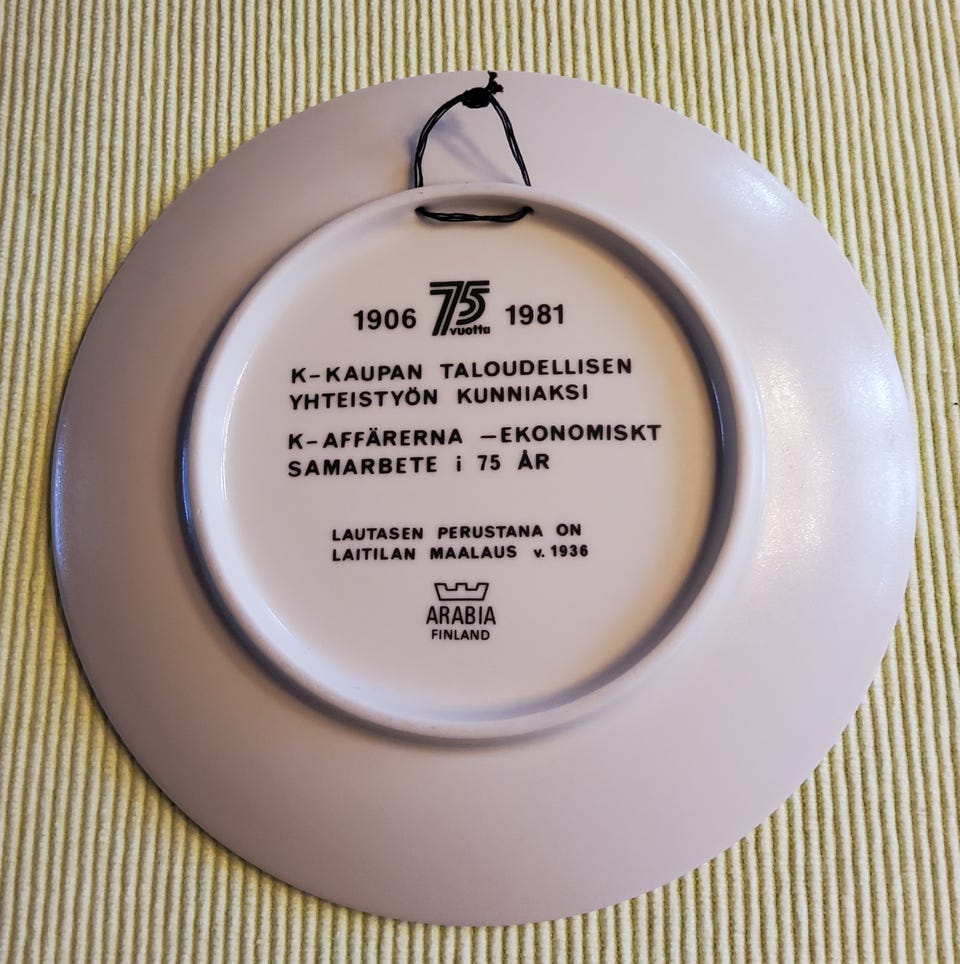 1906 75 vuotta 1981
K-KAUPAN TALOUDELLISEN
YHTEISTYÖN KUNNIAKSI
K-AFFÄRERNA –EKONOMISKT
SAMARBETE i 75 ÅR
LAUTASEN PERUSTANA ON
LAITILAN MAALAUS v. 1936
ARABIA
FINLAND